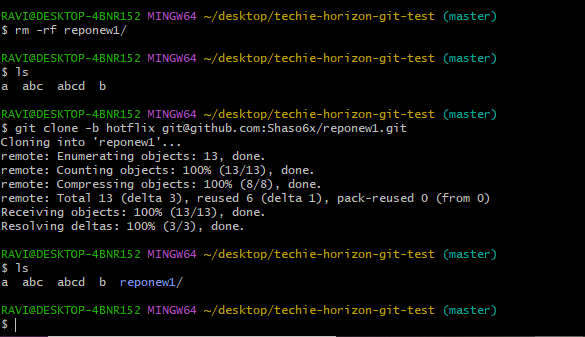 RAVI@DESKTOP-4BNR152 MINGW64 ~/desktop/techie-horizon-git-test (master)
$ rm -rf reponew1/
RAVI@DESKTOP-4BNR152 MINGW64 ~/desktop/techie-horizon-git-test (master)
$ ls
a  abc  abcd  b
RAVI@DESKTOP-4BNR152 MINGW64 ~/desktop/techie-horizon-git-test (master)
$ git clone -b hotflix git@github.com:Shaso6x/reponew1.git
Cloning into 'reponew1'...
remote: Enumerating objects: 13, done.
remote: Counting objects: 100% (13/13), done.
remote: Compressing objects: 100% (8/8), done.
remote: Total 13 (delta 3), reused 6 (delta 1), pack-reused 0 (from 0)
Receiving objects: 100% (13/13), done.
Resolving deltas: 100% (3/3), done.
RAVI@DESKTOP-4BNR152 MINGW64 ~/desktop/techie-horizon-git-test (master)
$ ls
a  abc  abcd  b  reponew1/
RAVI@DESKTOP-4BNR152 MINGW64 ~/desktop/techie-horizon-git-test (master)
$